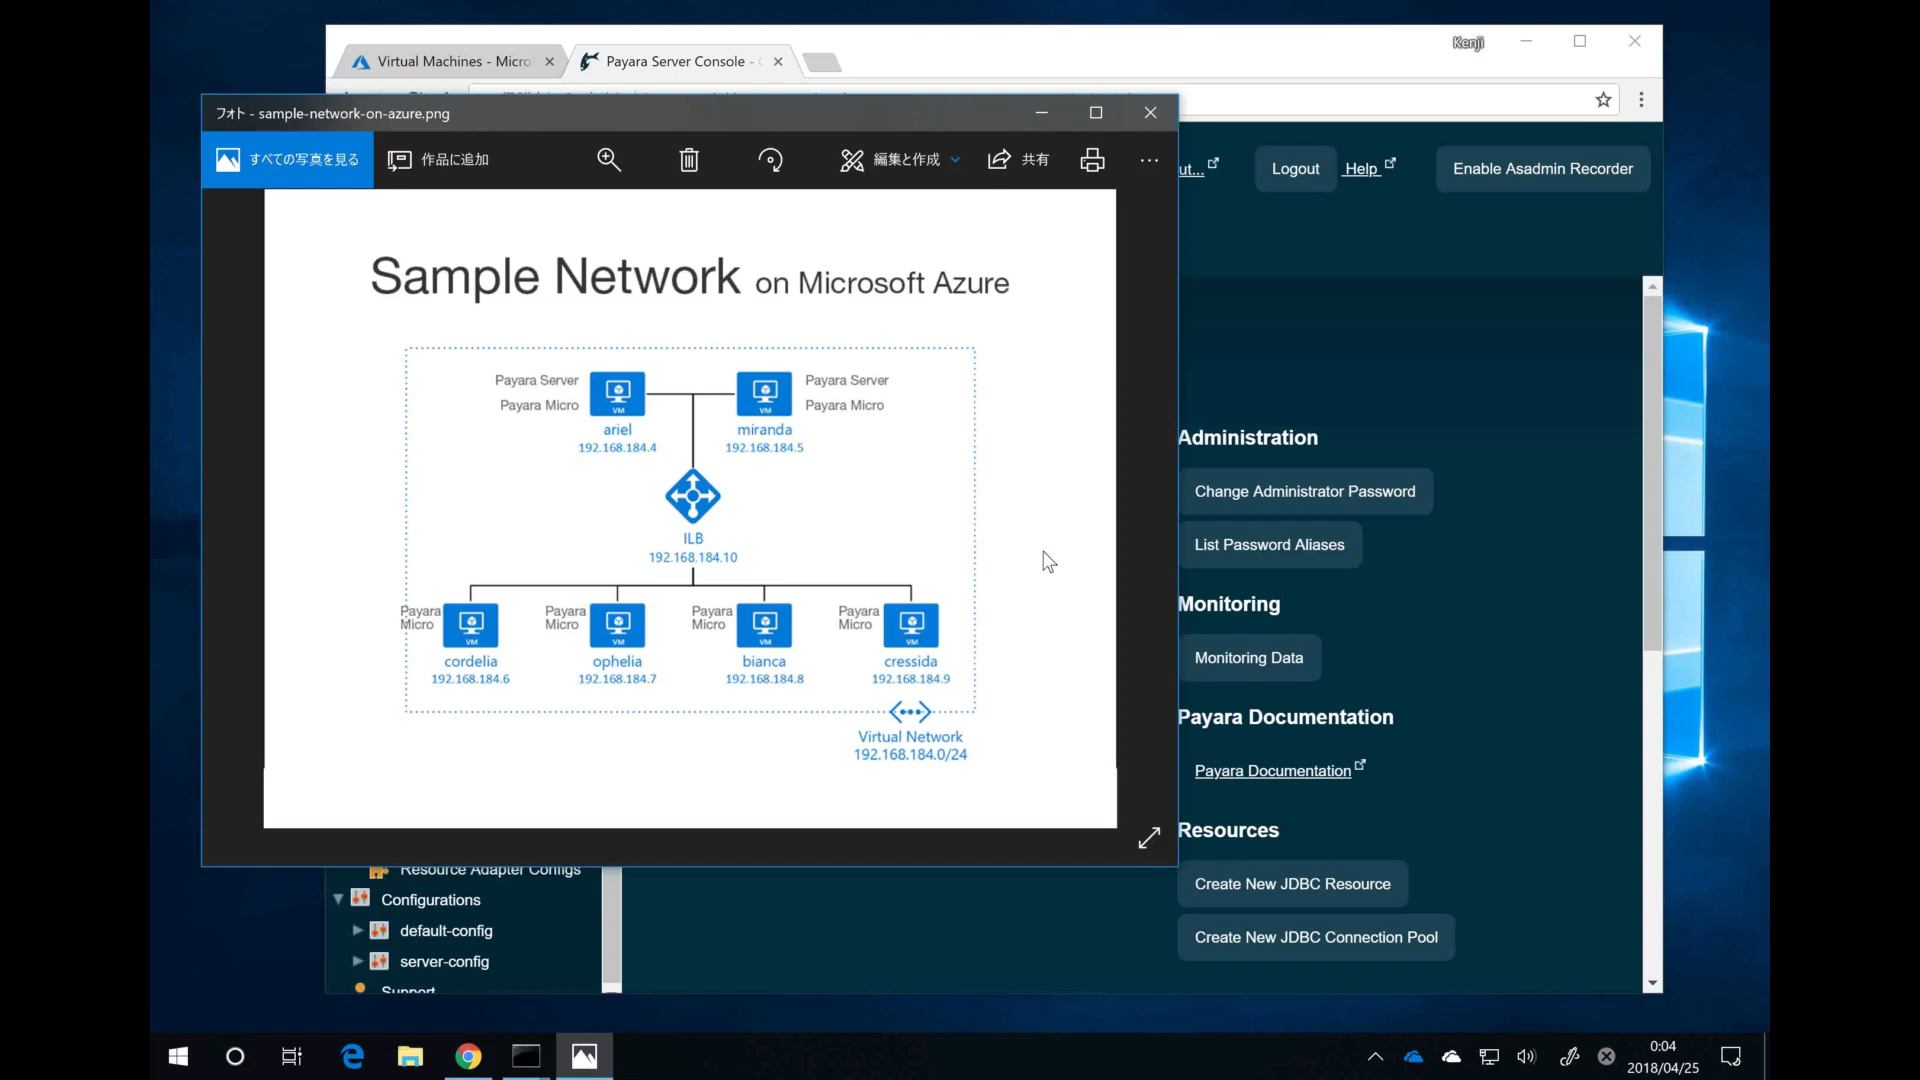 Kenji
Virtual Machines - Micro
Payara Server Console -
フォト - sample-network-on-azure.png
すべての写真を見る
作品に追加
編集と作成
共有
ut...
Logout
Help
Enable Asadmin Recorder
Sample Network on Microsoft Azure
Payara Server
Payara Micro
VM
ariel
192.168.184.4
VM
miranda
192.168.184.5
Payara Server
Payara Micro
ILB
192.168.184.10
Payara
Micro
VM
cordelia
192.168.184.6
Payara
Micro
VM
ophelia
192.168.184.7
Payara
Micro
VM
bianca
192.168.184.8
Payara
Micro
VM
cressida
192.168.184.9
Virtual Network
192.168.184.0/24
Administration
Change Administrator Password
List Password Aliases
Monitoring
Monitoring Data
Payara Documentation
Payara Documentation
Resources
Create New JDBC Resource
Create New JDBC Connection Pool
Resource Adapter Configs
Configurations
default-config
server-config
Support
0:04
2018/04/25